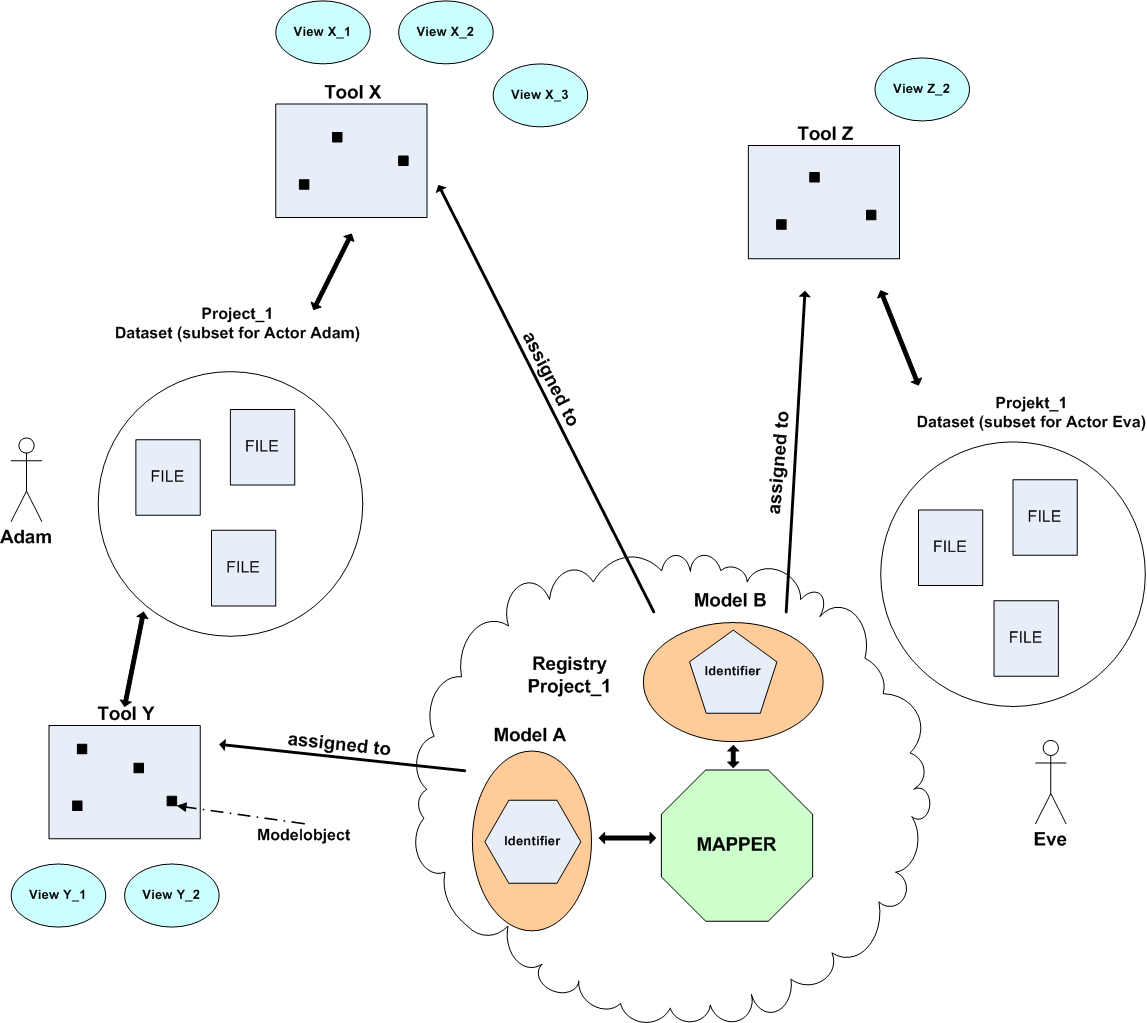 View X_1
View X_2
View X_3
Tool X
View Z_2
Tool Z
Project_1
Dataset (subset for Actor Adam)
assigned to
assigned to
Projekt_1
Dataset (subset for Actor Eva)
FILE
FILE
FILE
Adam
FILE
FILE
FILE
Model B
Identifier
Registry
Project_1
Tool Y
assigned to
Model A
Identifier
MAPPER
Modelobject
Eve
View Y_1
View Y_2